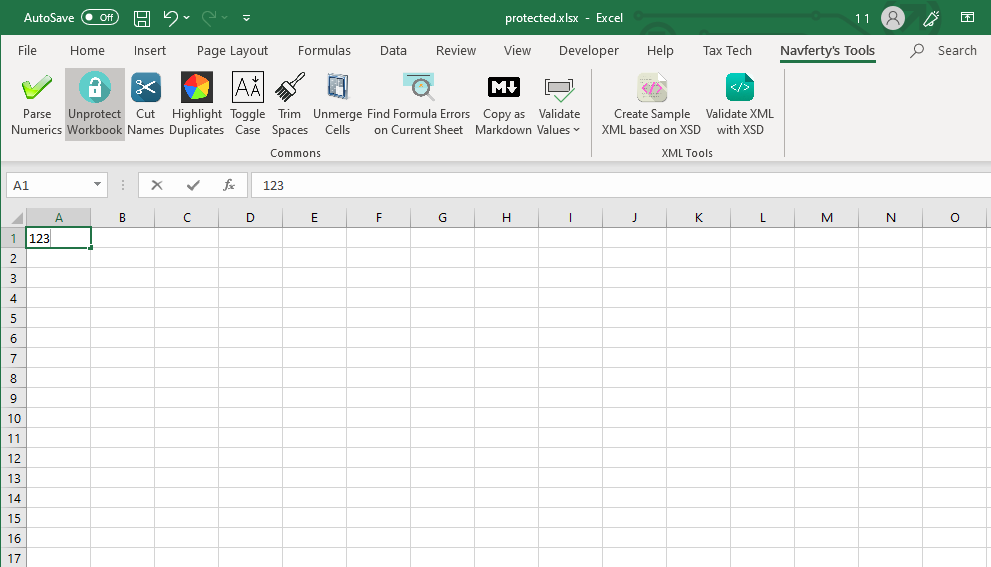 AutoSave Off protected.xlsx - Excel 1 1
File Home Insert Page Layout Formulas Data Review View Developer Help Tax Tech Navferty's Tools Search
Parse Unprotect Cut Highlight Toggle Trim Unmerge Find Formula Errors Copy as Validate Create Sample Validate XML
Numerics Workbook Names Duplicates Case Spaces Cells on Current Sheet Markdown Values XML based on XSD with XSD
Commons XML Tools
A1 fx 123
A B C D E F G H I J K L M N O
1 123
2
3
4
5
6
7
8
9
10
11
12
13
14
15
16
17